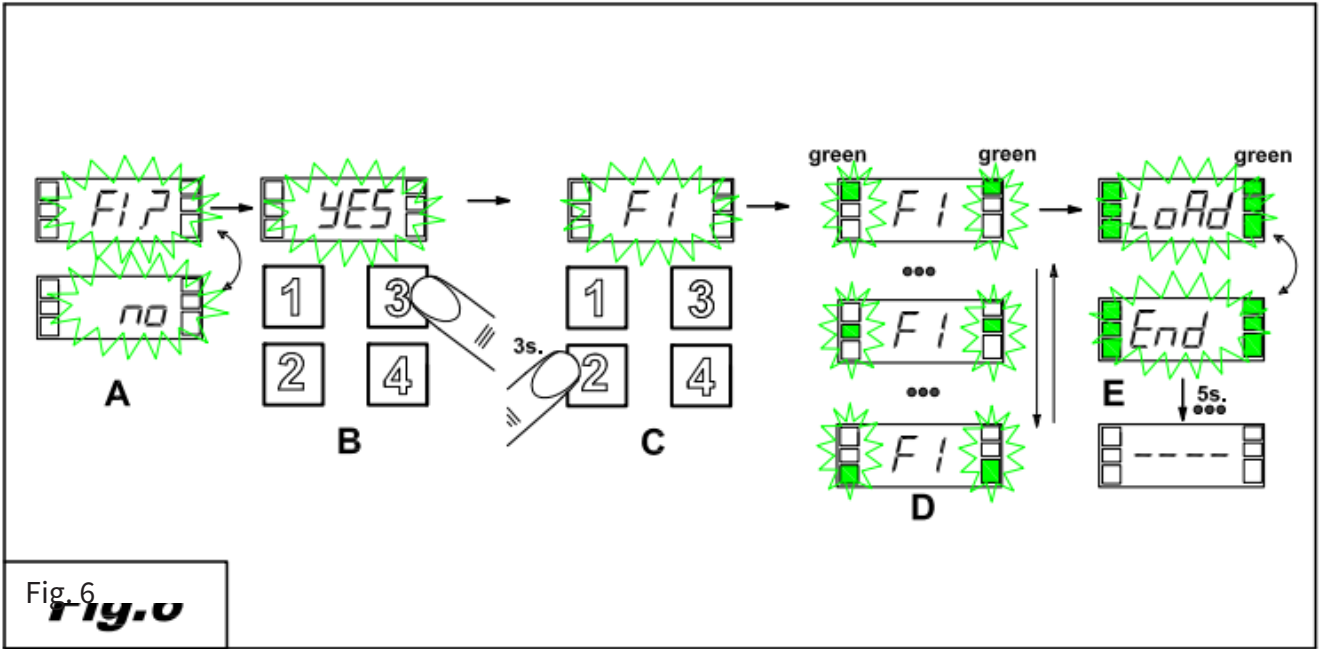 green
green
green
F1?
YES
F1
F1
LoAd
no
1
3
1
3
F1
End
3s.
2
4
2
4
5s.
A
B
C
F1
E
----
D
Fig. 6
Fig.6